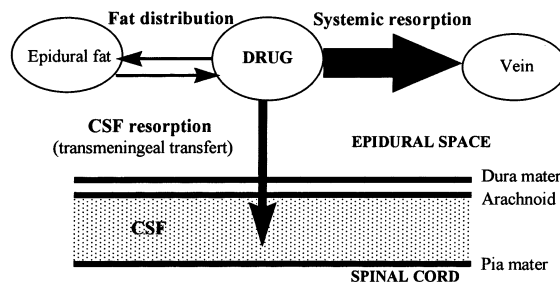 Fat distribution
Systemic resorption
Epidural fat
DRUG
Vein
CSF resorption
(transmeningeal transfert)
EPIDURAL SPACE
Dura mater
Arachnoid
CSF
Pia mater
SPINAL CORD